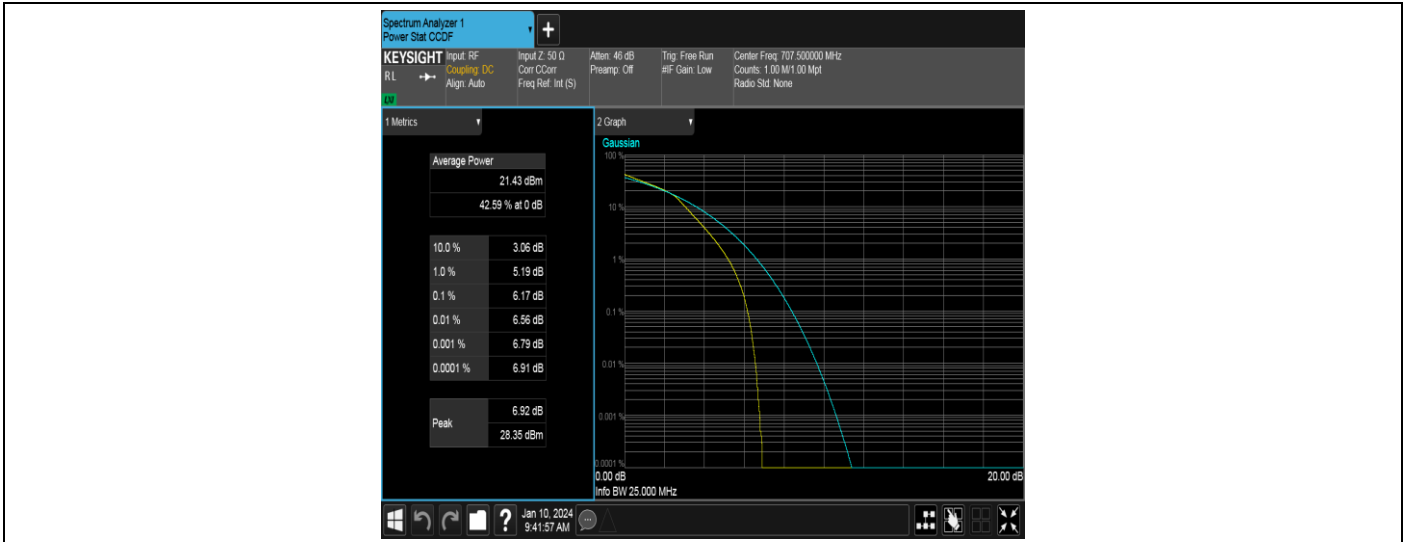 Spectrum Analyzer 1
Power Stat CCDF
+
KEYSIGHT
RL
LXI
Input: RF
Coupling: DC
Align: Auto
Input Z: 50 Ω
Corr CCorr
Freq Ref: Int (S)
Atten: 46 dB
Preamp: Off
Trig: Free Run
#IF Gain: Low
Center Freq: 707.500000 MHz
Counts: 1.00 M/1.00 Mpt
Radio Std: None
1 Metrics
Average Power
21.43 dBm
42.59 % at 0 dB
10.0 % 3.06 dB
1.0 % 5.19 dB
0.1 % 6.17 dB
0.01 % 6.56 dB
0.001 % 6.79 dB
0.0001 % 6.91 dB
Peak
6.92 dB
28.35 dBm
2 Graph
Gaussian
100 %
10 %
1 %
0.1 %
0.01 %
0.001 %
0.0001 %
0.00 dB 20.00 dB
Info BW 25.000 MHz
?
Jan 10, 2024
9:41:57 AM